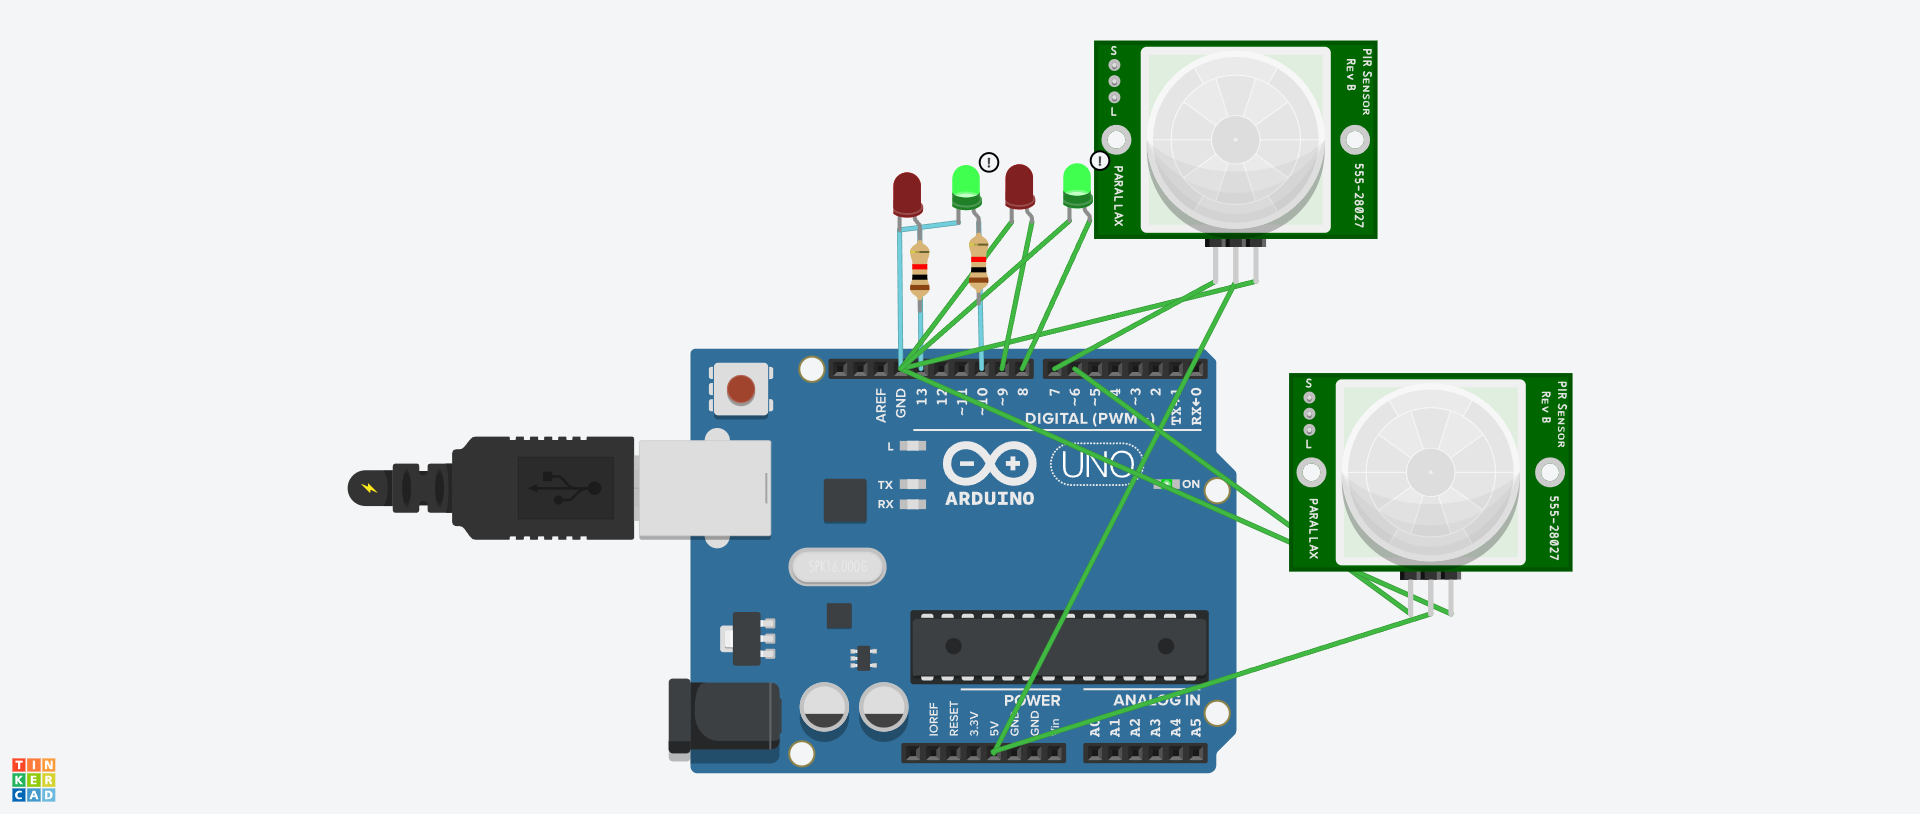 S
L
PARALLAX
PIR SENSOR
REV B
555-28027
!
!
S
L
PARALLAX
PIR SENSOR
REV B
555-28027
AREF
GND
13
12
~11
~10
~9
8
7
~6
~5
4
~3
2
TX→1
RX←0
DIGITAL (PWM~)
L
TX
RX
UNO
ON
ARDUINO
SPK16.000G
POWER
ANALOG IN
IOREF
RESET
3.3V
5V
GND
GND
Vin
A0
A1
A2
A3
A4
A5
TIN
KER
CAD